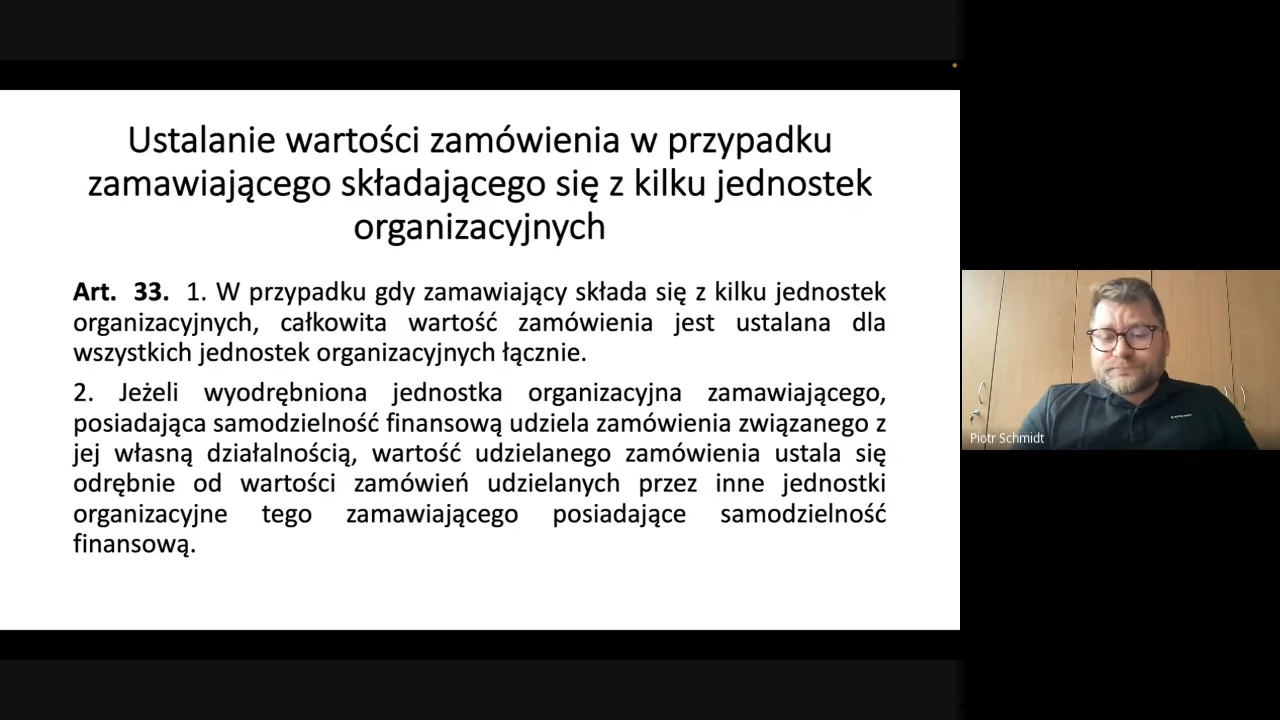 Ustalanie wartości zamówienia w przypadku
zamawiającego składającego się z kilku jednostek
organizacyjnych
Art. 33. 1. W przypadku gdy zamawiający składa się z kilku jednostek
organizacyjnych, całkowita wartość zamówienia jest ustalana dla
wszystkich jednostek organizacyjnych łącznie.
2. Jeżeli wyodrębniona jednostka organizacyjna zamawiającego,
posiadająca samodzielność finansową udziela zamówienia związanego z
jej własną działalnością, wartość udzielanego zamówienia ustala się
odrębnie od wartości zamówień udzielanych przez inne jednostki
organizacyjne tego zamawiającego posiadające samodzielność
finansową.
Piotr Schmidt